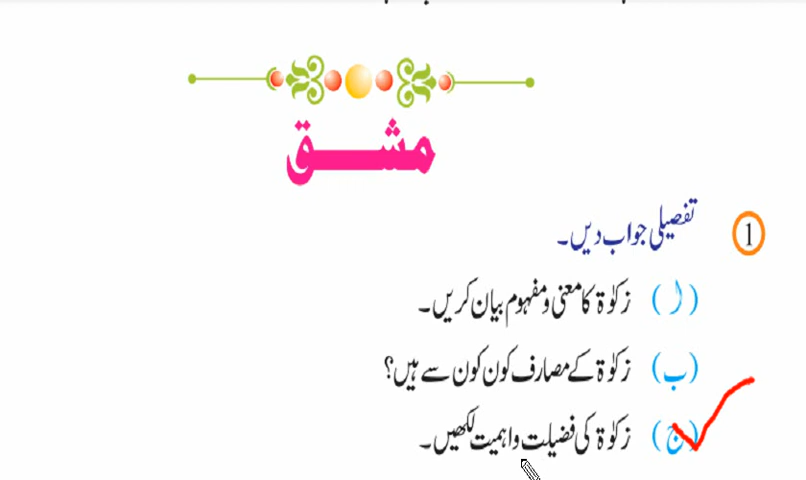 مشق
1 تفصیلی جواب دیں۔
(ا) زکوٰۃ کا معنی و مفہوم بیان کریں۔
(ب) زکوٰۃ کے مصارف کون کون سے ہیں؟
(ج) زکوٰۃ کی فضیلت و اہمیت لکھیں۔